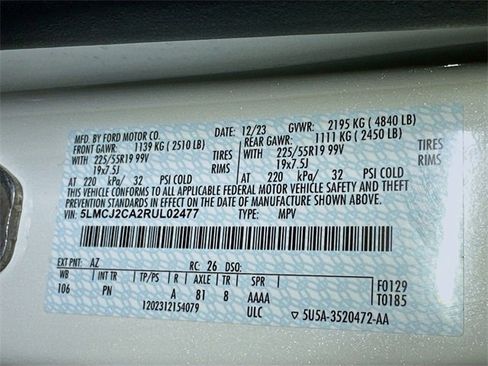 MFD. BY FORD MOTOR CO. DATE: 12/23 GVWR: 2195 KG ( 4840 LB)
FRONT GAWR: 1139 KG ( 2510 LB) REAR GAWR: 1111 KG ( 2450 LB)
WITH 225/55R19 99V TIRES WITH 225/55R19 99V TIRES
19x7.5J RIMS 19x7.5J RIMS
AT 220 kPa/ 32 PSI COLD AT 220 kPa/ 32 PSI COLD
THIS VEHICLE CONFORMS TO ALL APPLICABLE FEDERAL MOTOR VEHICLE SAFETY AND THEFT
PREVENTION STANDARDS IN EFFECT ON THE DATE OF MANUFACTURE SHOWN ABOVE.
VIN: 5LMCJ2CA2RUL02477 TYPE: MPV
EXT PNT: AZ RC: 26 DSO: F0129
WB INT TR TP/PS R AXLE TR SPR T0185
106 PN A 81 8 AAAA
1202312154079 ULC 5U5A-3520472-AA